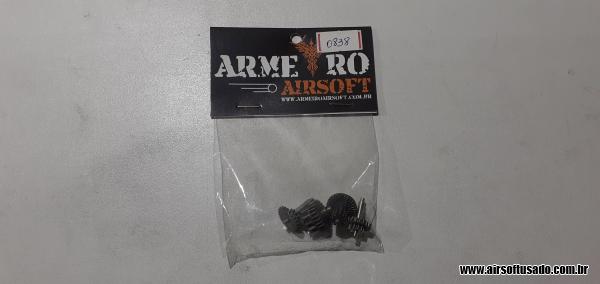 0838
ARME RO
AIRSOFT
WWW.ARMEIROAIRSOFT.COM.BR
www.airsoftusado.com.br